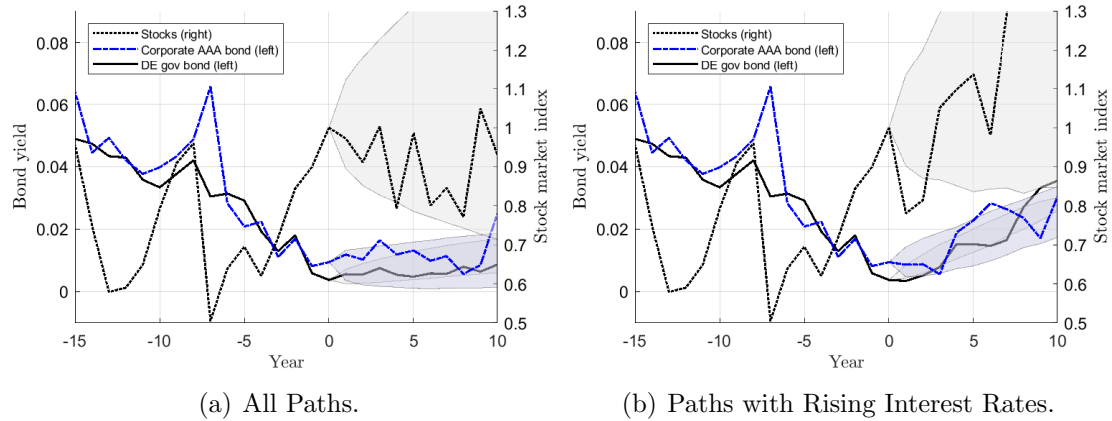 Stocks (right)
Corporate AAA bond (left)
DE gov bond (left)
0.08
0.06
0.04
0.02
0
Bond yield
1.3
1.2
1.1
1
0.9
0.8
0.7
0.6
0.5
Stock market index
-15 -10 -5 0 5 10
Year
(a) All Paths.
Stocks (right)
Corporate AAA bond (left)
DE gov bond (left)
0.08
0.06
0.04
0.02
0
Bond yield
1.3
1.2
1.1
1
0.9
0.8
0.7
0.6
0.5
Stock market index
-15 -10 -5 0 5 10
Year
(b) Paths with Rising Interest Rates.